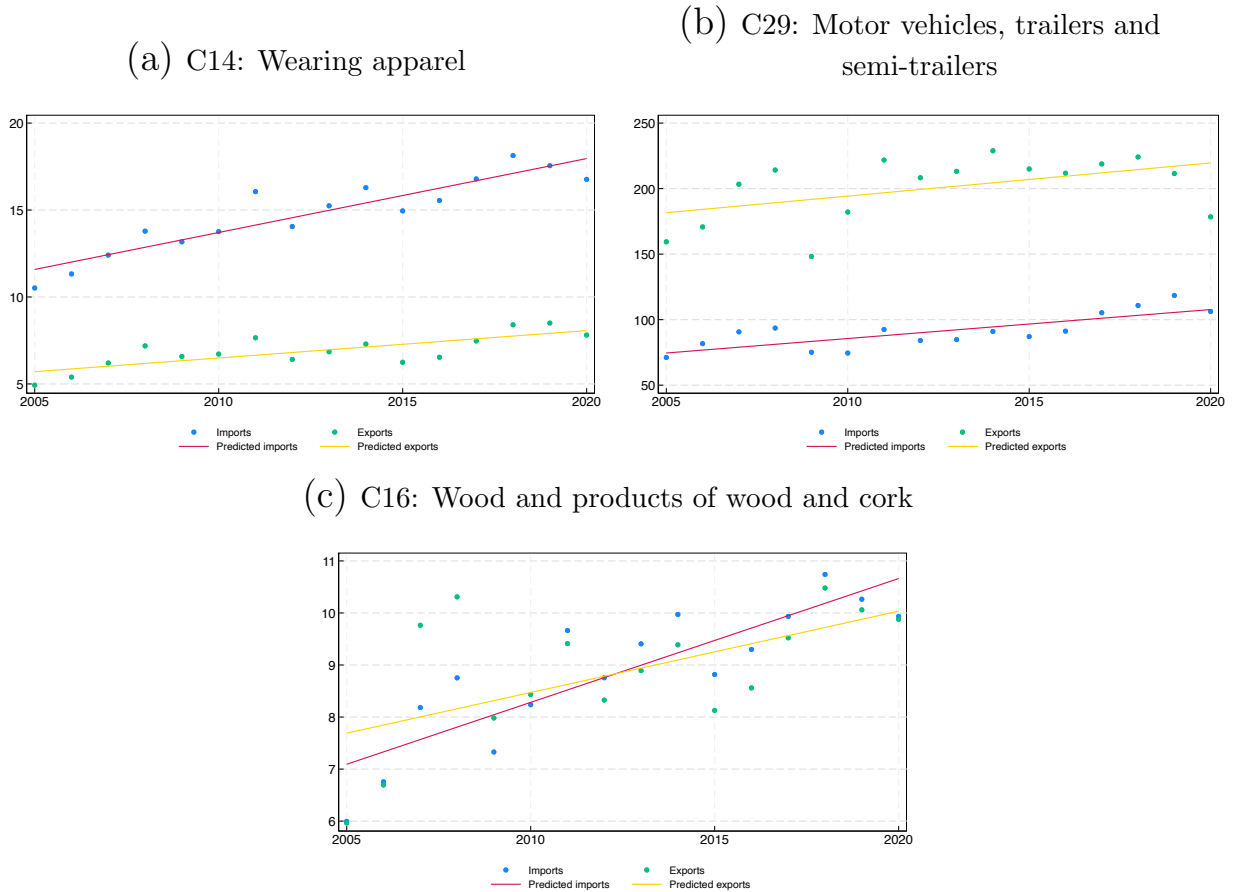 (a) C14: Wearing apparel
20
15
10
5
2005 2010 2015 2020
Imports Exports
Predicted imports Predicted exports
(b) C29: Motor vehicles, trailers and
semi-trailers
250
200
150
100
50
2005 2010 2015 2020
Imports Exports
Predicted imports Predicted exports
(c) C16: Wood and products of wood and cork
11
10
9
8
7
6
2005 2010 2015 2020
Imports Exports
Predicted imports Predicted exports